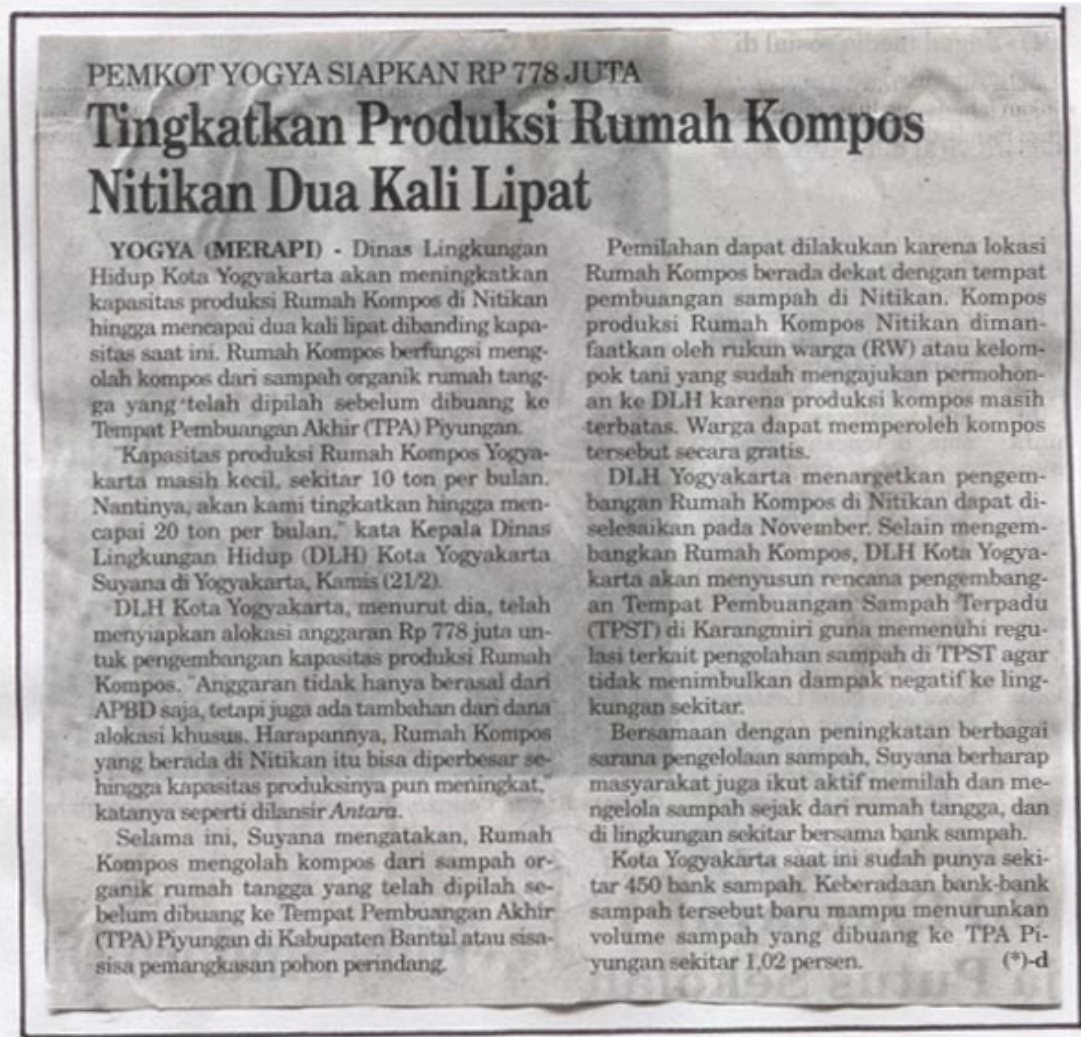 PEMKOT YOGYA SIAPKAN RP 778 JUTA
Tingkatkan Produksi Rumah Kompos
Nitikan Dua Kali Lipat
YOGYA (MERAPI) - Dinas Lingkungan
Hidup Kota Yogyakarta akan meningkatkan
kapasitas produksi Rumah Kompos di Nitikan
hingga mencapai dua kali lipat dibanding kapa-
sitas saat ini. Rumah Kompos berfungsi meng-
olah kompos dari sampah organik rumah tang-
ga yang telah dipilah sebelum dibuang ke
Tempat Pembuangan Akhir (TPA) Piyungan.
"Kapasitas produksi Rumah Kompos Yogya-
karta masih kecil, sekitar 10 ton per bulan.
Nantinya, akan kami tingkatkan hingga men-
capai 20 ton per bulan," kata Kepala Dinas
Lingkungan Hidup (DLH) Kota Yogyakarta
Suyana di Yogyakarta, Kamis (21/2).
DLH Kota Yogyakarta, menurut dia, telah
menyiapkan alokasi anggaran Rp 778 juta un-
tuk pengembangan kapasitas produksi Rumah
Kompos. "Anggaran tidak hanya berasal dari
APBD saja, tetapi juga ada tambahan dari dana
alokasi khusus. Harapannya, Rumah Kompos
yang berada di Nitikan itu bisa diperbesar se-
hingga kapasitas produksinya pun meningkat,"
katanya seperti dilansir Antara.
Selama ini, Suyana mengatakan, Rumah
Kompos mengolah kompos dari sampah or-
ganik rumah tangga yang telah dipilah se-
belum dibuang ke Tempat Pembuangan Akhir
(TPA) Piyungan di Kabupaten Bantul atau sisa-
sisa pemangkasan pohon perindang.
Pemilahan dapat dilakukan karena lokasi
Rumah Kompos berada dekat dengan tempat
pembuangan sampah di Nitikan. Kompos
produksi Rumah Kompos Nitikan diman-
faatkan oleh rukun warga (RW) atau kelom-
pok tani yang sudah mengajukan permohon-
an ke DLH karena produksi kompos masih
terbatas. Warga dapat memperoleh kompos
tersebut secara gratis.
DLH Yogyakarta menargetkan pengem-
bangan Rumah Kompos di Nitikan dapat di-
selesaikan pada November. Selain mengem-
bangkan Rumah Kompos, DLH Kota Yogya-
karta akan menyusun rencana pengembang-
an Tempat Pembuangan Sampah Terpadu
(TPST) di Karangmiri guna memenuhi regu-
lasi terkait pengolahan sampah di TPST agar
tidak menimbulkan dampak negatif ke ling-
kungan sekitar.
Bersamaan dengan peningkatan berbagai
sarana pengelolaan sampah, Suyana berharap
masyarakat juga ikut aktif memilah dan me-
ngelola sampah sejak dari rumah tangga, dan
di lingkungan sekitar bersama bank sampah.
Kota Yogyakarta saat ini sudah punya seki-
tar 450 bank sampah. Keberadaan bank-bank
sampah tersebut baru mampu menurunkan
volume sampah yang dibuang ke TPA Pi-
yungan sekitar 1,02 persen. (*)-d